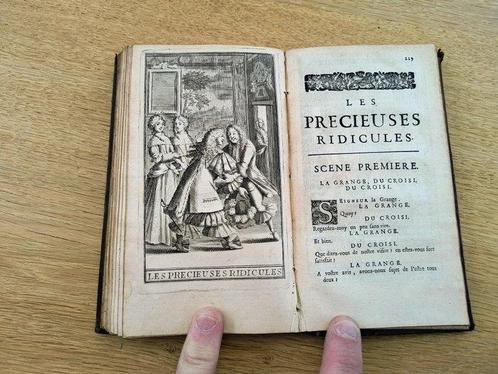 LES PRECIEUSES RIDICULES
229
LES
PRECIEUSES
RIDICULES.
SCENE PREMIERE.
LA GRANGE, DU CROISI.
DU CROISI.
SEIGNEUR la Grange.
LA GRANGE.
Quoy?
DU CROISI.
Regardez-moy un peu sans rire.
LA GRANGE.
Et bien.
DU CROISI.
Que dites-vous de nostre visite? en estes-vous fort
satisfait?
LA GRANGE.
A vostre avis, avons-nous sujet de l'estre tous
deux?